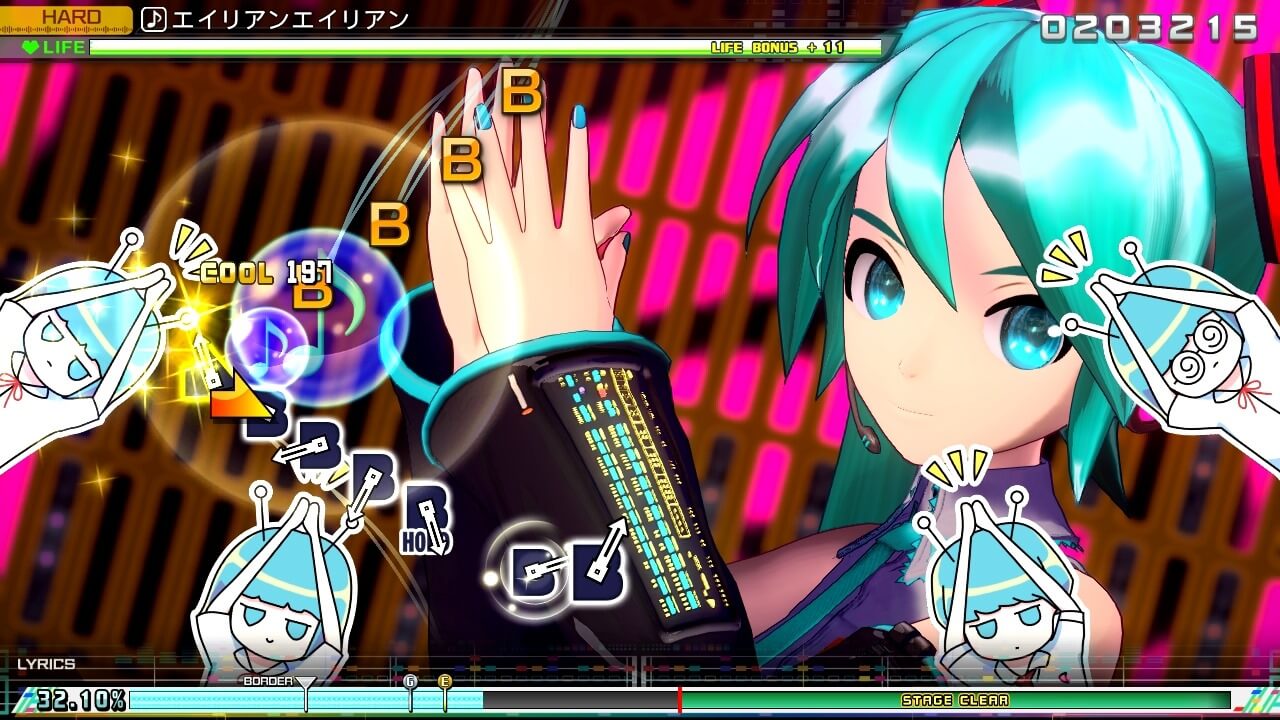 HARD
エイリアンエイリアン
0203215
LIFE
LIFE BONUS + 11
B
B
B
COOL 197
B
B
B
B
B
HOLD
B B
LYRICS
BORDER
G E
32.10%
STAGE CLEAR